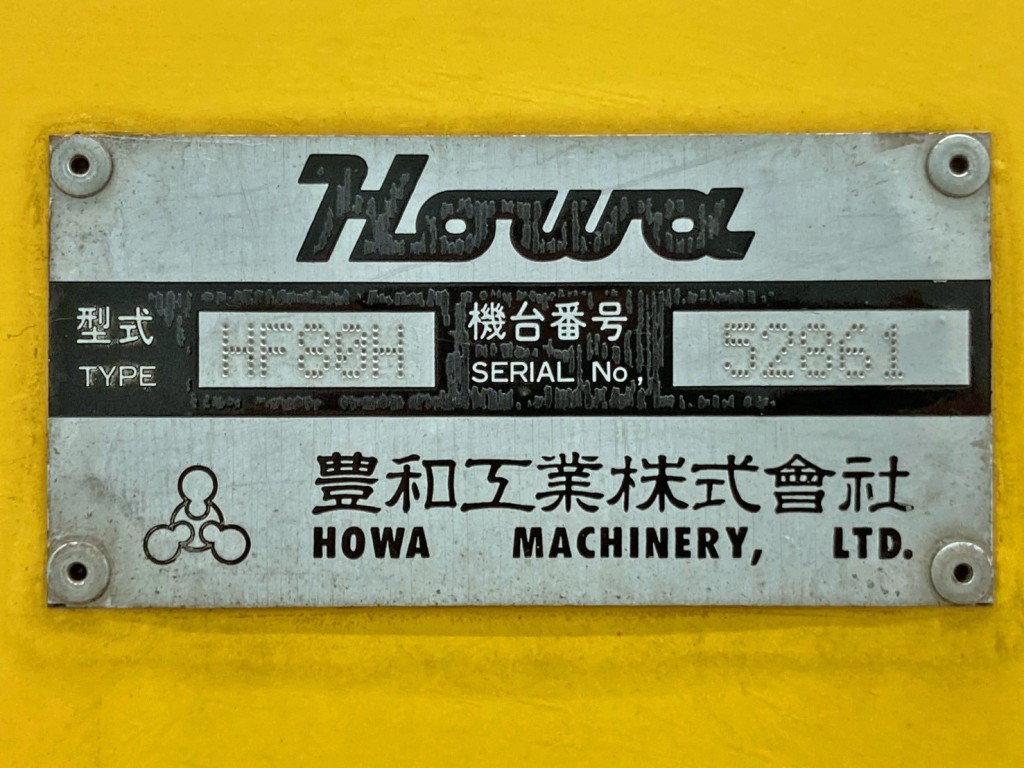 Howa
型式 HF80H 機台番号 52861
TYPE SERIAL No,
豊和工业株式會社
HOWA MACHINERY, LTD.